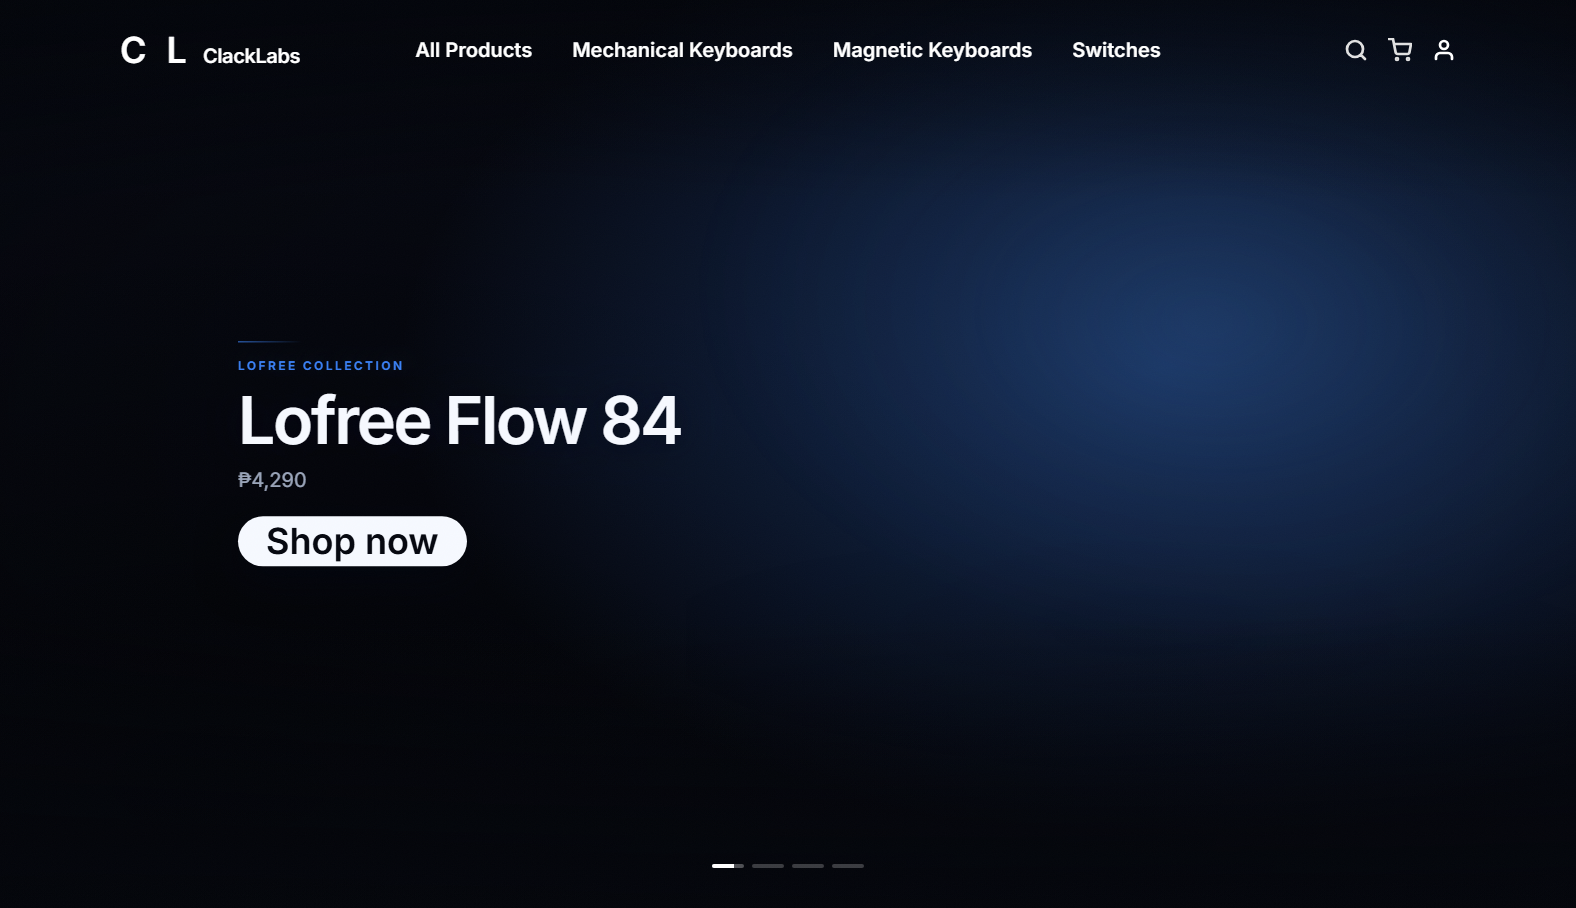 C L ClackLabs
All Products Mechanical Keyboards Magnetic Keyboards Switches
LOFREE COLLECTION
Lofree Flow 84
₱4,290
Shop now